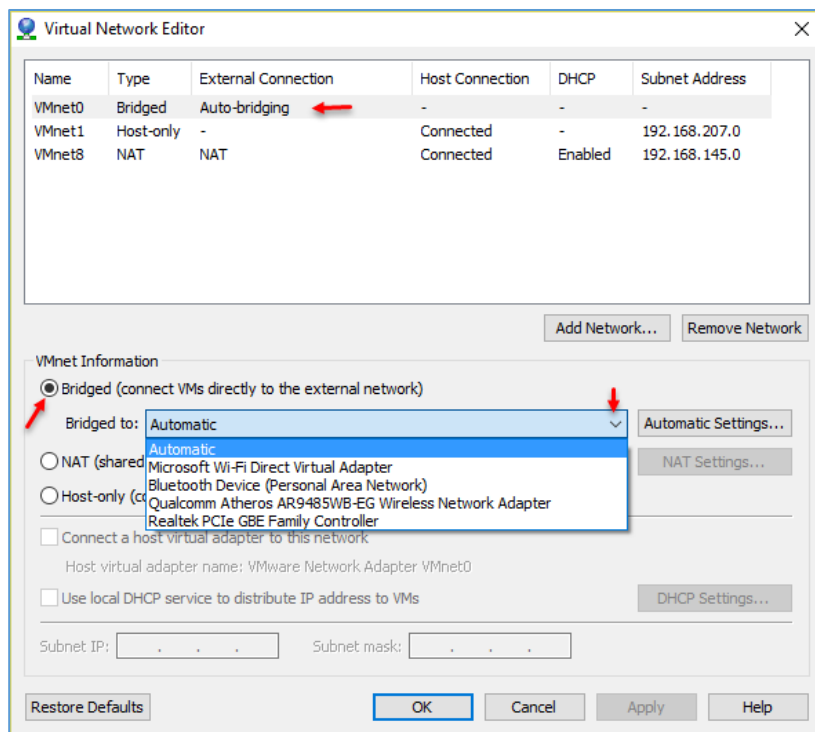 Virtual Network Editor
Name Type External Connection Host Connection DHCP Subnet Address
VMnet0 Bridged Auto-bridging - - -
VMnet1 Host-only - Connected - 192.168.207.0
VMnet8 NAT NAT Connected Enabled 192.168.145.0
Add Network... Remove Network
VMnet Information
Bridged (connect VMs directly to the external network)
Bridged to: Automatic Automatic Settings...
Automatic
NAT (shared Microsoft Wi-Fi Direct Virtual Adapter NAT Settings...
Bluetooth Device (Personal Area Network)
Host-only (co Qualcomm Atheros AR9485WB-EG Wireless Network Adapter
Realtek PCIe GBE Family Controller
Connect a host virtual adapter to this network
Host virtual adapter name: VMware Network Adapter VMnet0
Use local DHCP service to distribute IP address to VMs DHCP Settings...
Subnet IP: . . . Subnet mask: . . .
Restore Defaults OK Cancel Apply Help